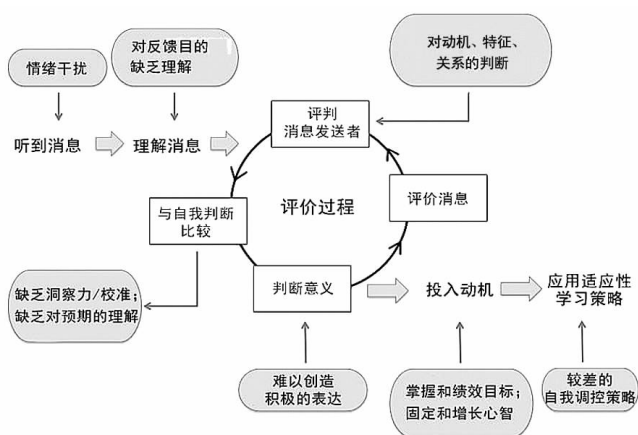 情绪干扰
对反馈目的
缺乏理解
对动机、特征、
关系的判断
听到消息
理解消息
评判
消息发送者
评价过程
评价消息
与自我判断
比较
缺乏洞察力/校准；
缺乏对预期的理解
判断意义
投入动机
应用适应性
学习策略
难以创造
积极的表达
掌握和绩效目标；
固定和增长心智
较差的
自我调控策略